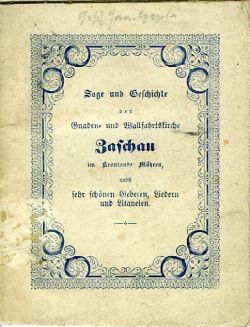 Sage und Geschichte
der
Gnaden- und Wallfahrtskirche
Zaschau
im Kronlande Mähren,
nebst
sehr schönen Gebeten, Liedern
und Litaneien.